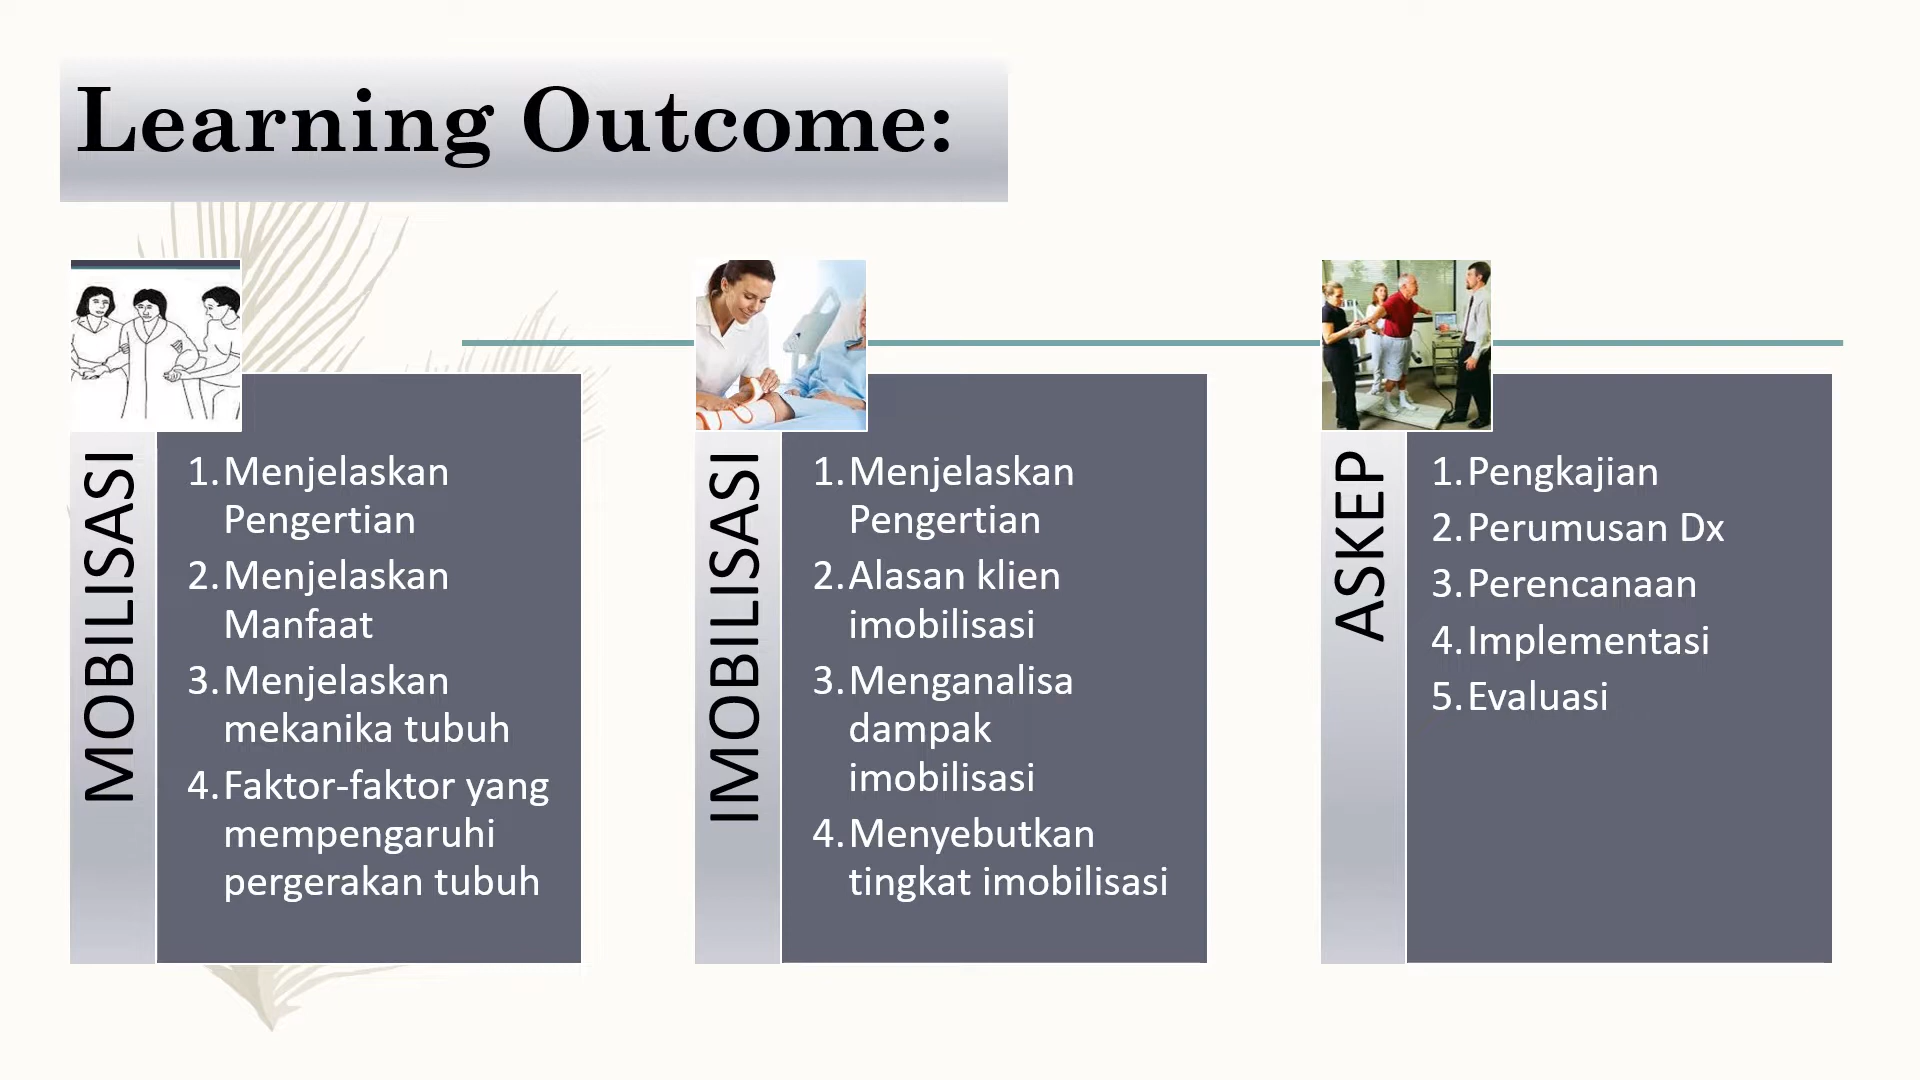 Learning Outcome:
MOBILISASI
1.Menjelaskan
Pengertian
2.Menjelaskan
Manfaat
3.Menjelaskan
mekanika tubuh
4.Faktor-faktor yang
mempengaruhi
pergerakan tubuh
IMOBILISASI
1.Menjelaskan
Pengertian
2.Alasan klien
imobilisasi
3.Menganalisa
dampak
imobilisasi
4.Menyebutkan
tingkat imobilisasi
ASKEP
1.Pengkajian
2.Perumusan Dx
3.Perencanaan
4.Implementasi
5.Evaluasi